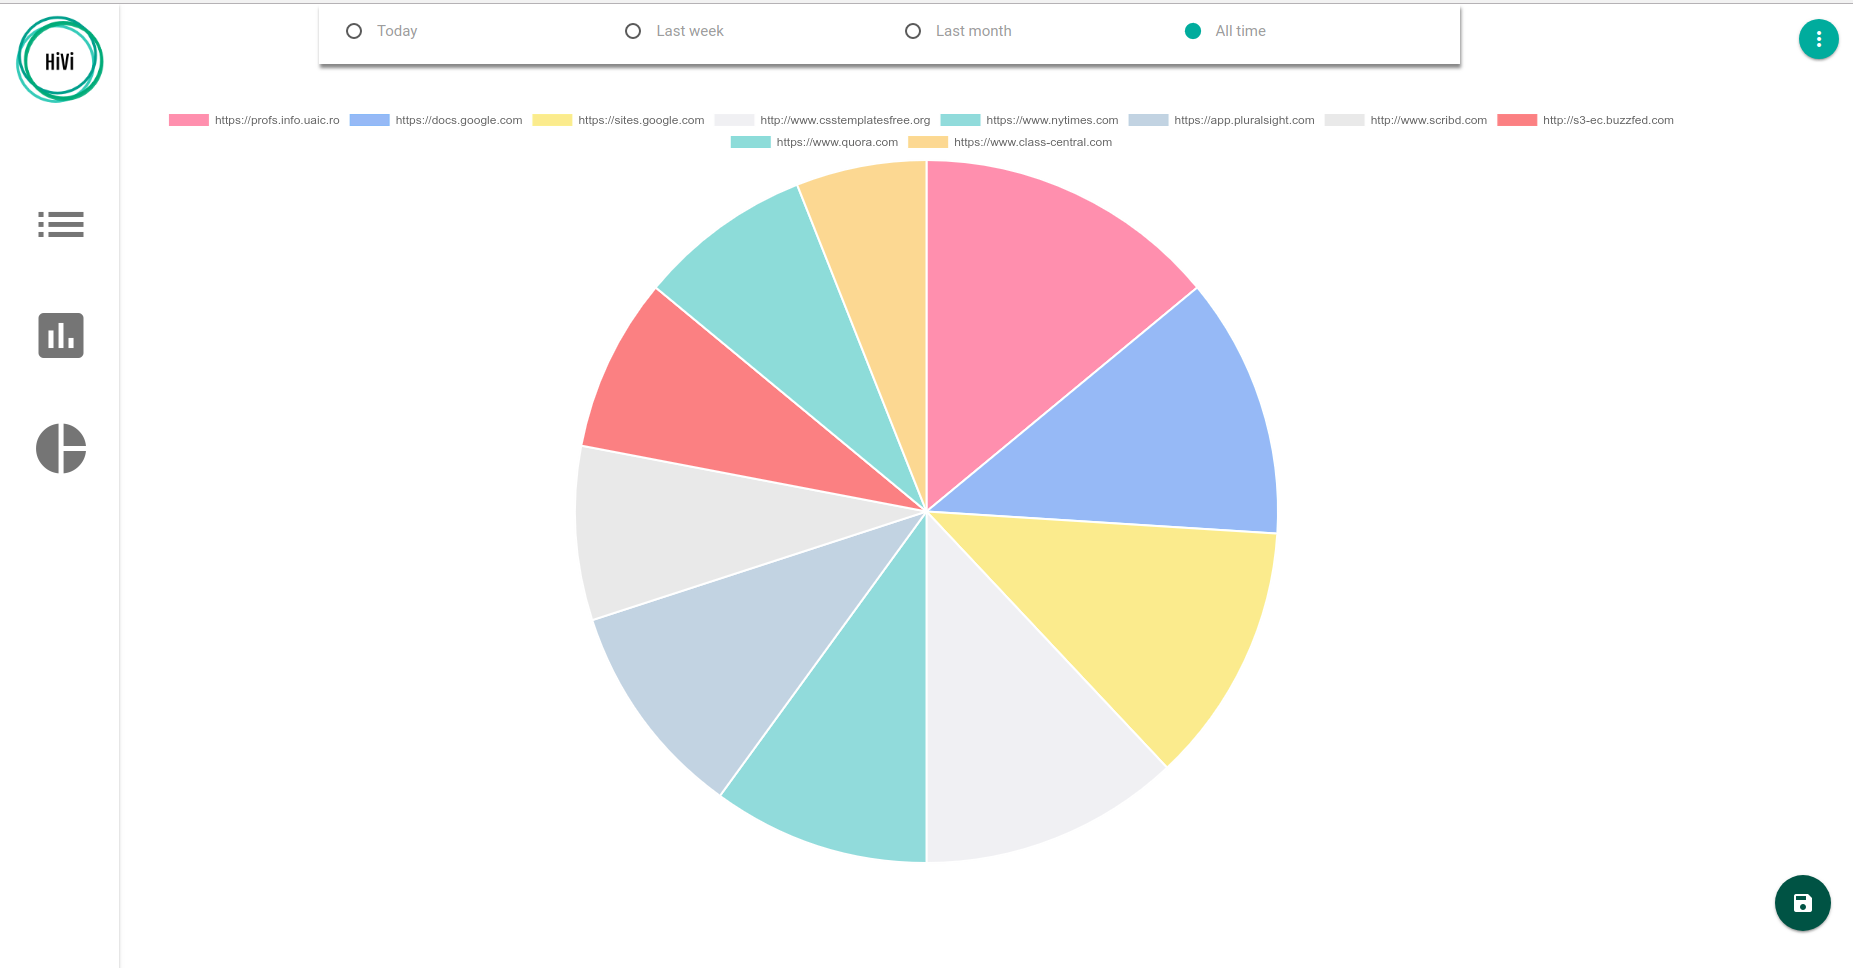 HiVi
Today Last week Last month All time
https://profs.info.uaic.ro https://docs.google.com https://sites.google.com http://www.csstemplatesfree.org https://www.nytimes.com https://app.pluralsight.com http://www.scribd.com http://s3-ec.buzzfed.com
https://www.quora.com https://www.class-central.com